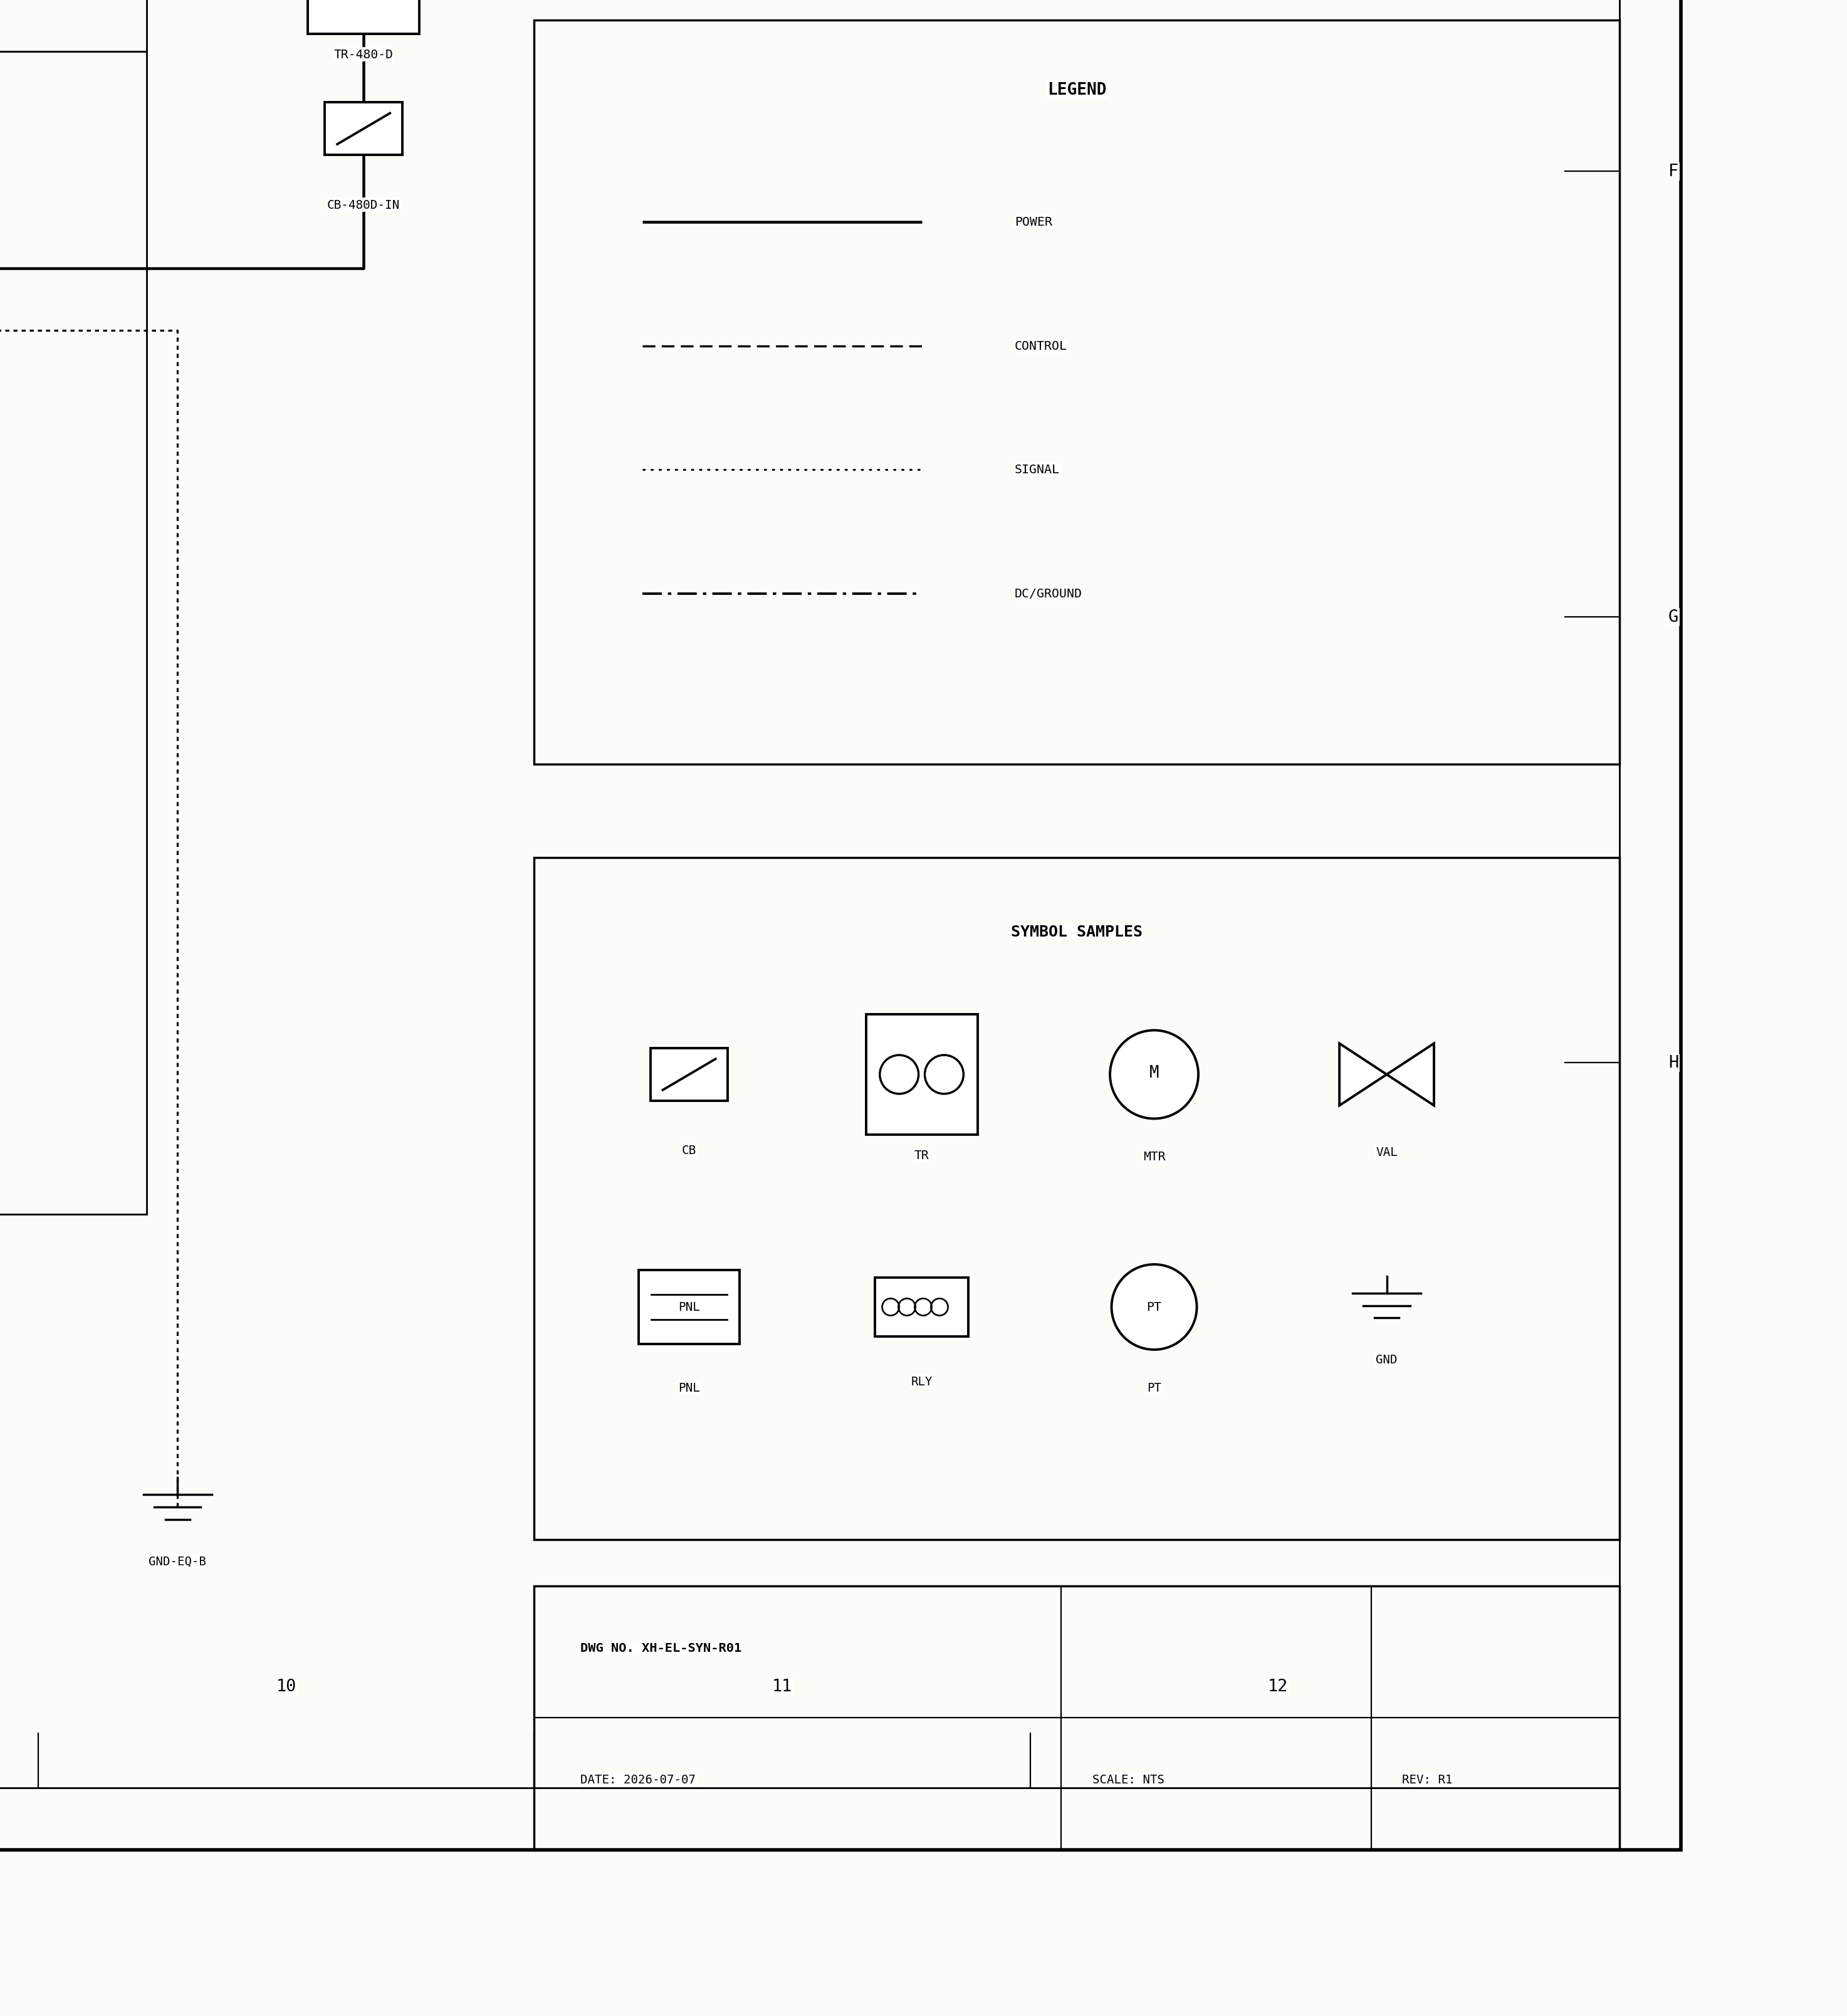 TR-480-D
CB-480D-IN
LEGEND
POWER
CONTROL
SIGNAL
DC/GROUND
F
G
H
SYMBOL SAMPLES
M
CB
TR
MTR
VAL
PNL
PT
PNL
RLY
PT
GND
GND-EQ-B
DWG NO. XH-EL-SYN-R01
10
11
12
DATE: 2026-07-07
SCALE: NTS
REV: R1